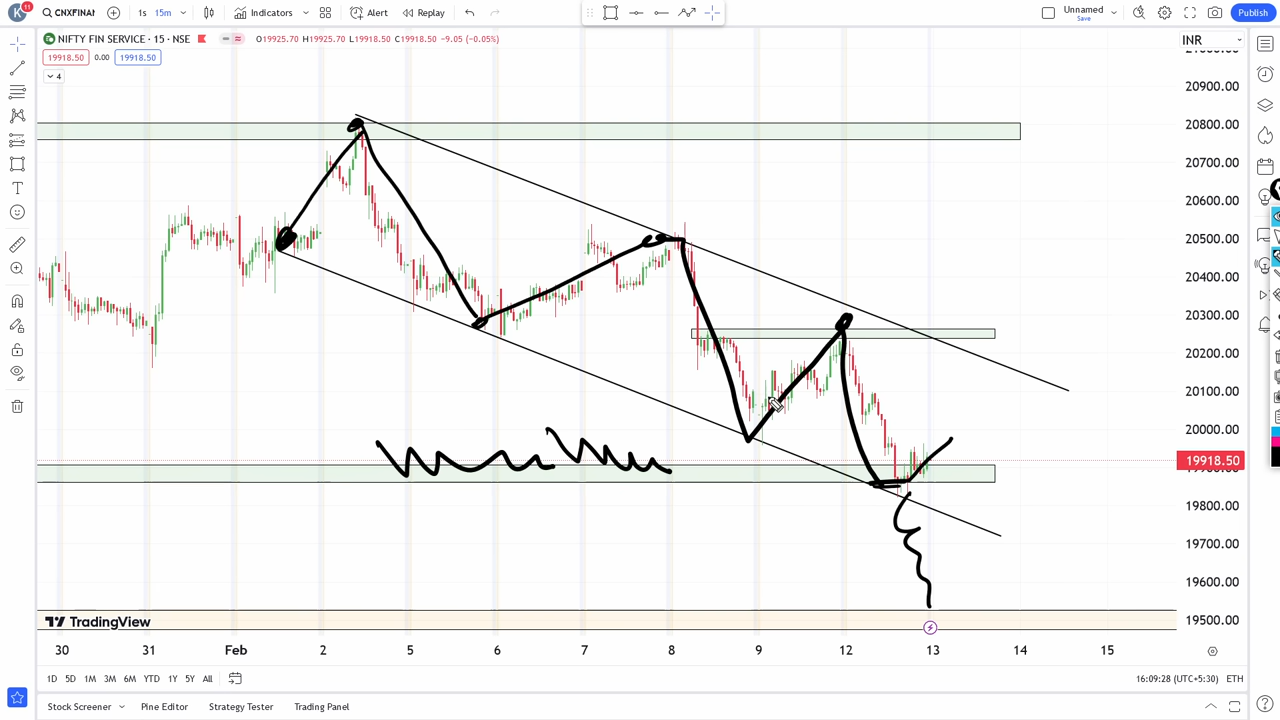 K 11 CNXFINAN 1s 15m Indicators Alert Replay Unnamed Save Publish
NIFTY FIN SERVICE · 15 · NSE O19925.70 H19925.70 L19918.50 C19918.50 −9.05 (−0.05%) INR
19918.50 0.00 19918.50
4
20900.00
20800.00
20700.00
20600.00
20500.00
20400.00
20300.00
20200.00
20100.00
20000.00
19918.50
19800.00
19700.00
19600.00
19500.00
TradingView
30 31 Feb 2 5 6 7 8 9 12 13 14 15
1D 5D 1M 3M 6M YTD 1Y 5Y All 16:09:28 (UTC+5:30) ETH
Stock Screener Pine Editor Strategy Tester Trading Panel